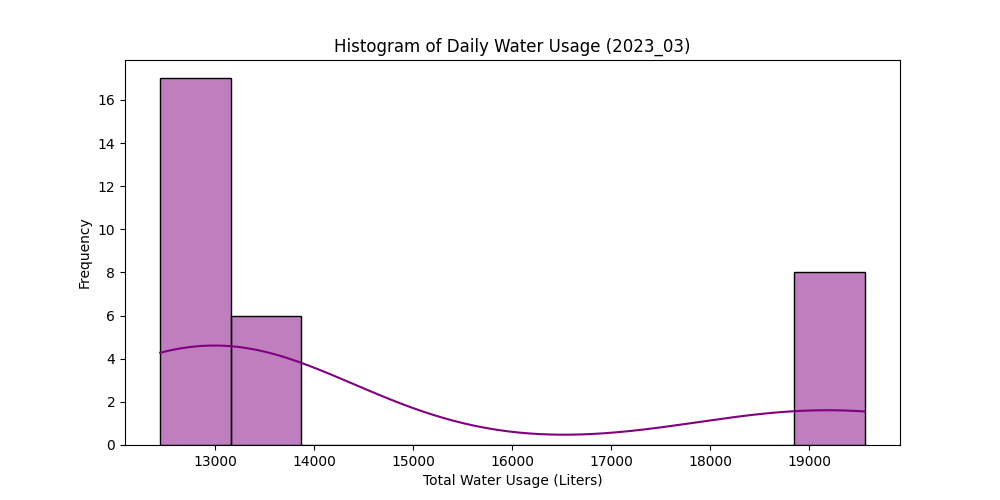 Histogram of Daily Water Usage (2023_03)
16
14
12
10
8
6
4
2
0
Frequency
13000 14000 15000 16000 17000 18000 19000
Total Water Usage (Liters)